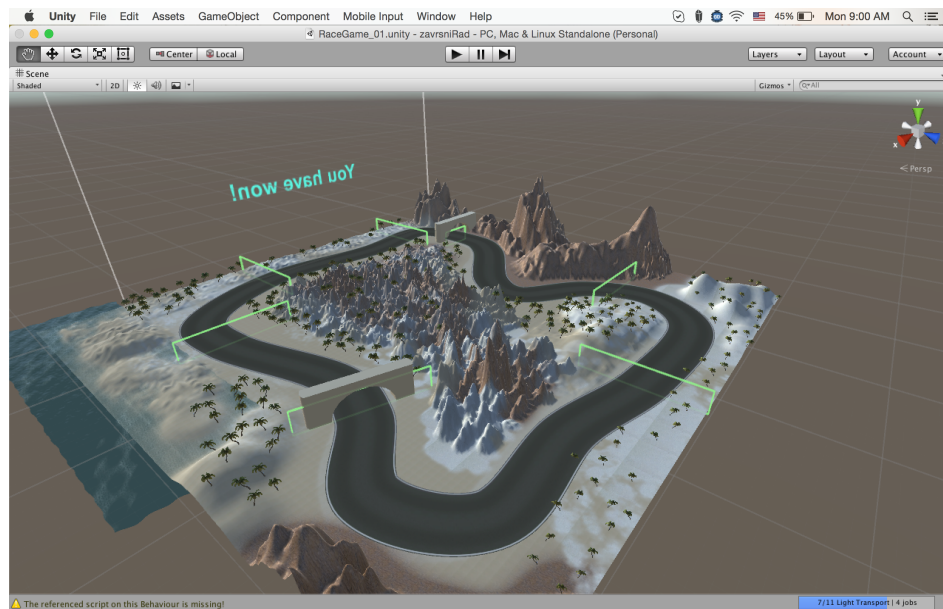 Unity File Edit Assets GameObject Component Mobile Input Window Help 45% Mon 9:00 AM
RaceGame_01.unity - zavrsniRad - PC, Mac & Linux Standalone (Personal)
Center Local Layers Layout Account
Scene
Shaded 2D Gizmos All
y
x
Persp
You have won!
The referenced script on this Behaviour is missing!
7/11 Light Transport | 4 jobs